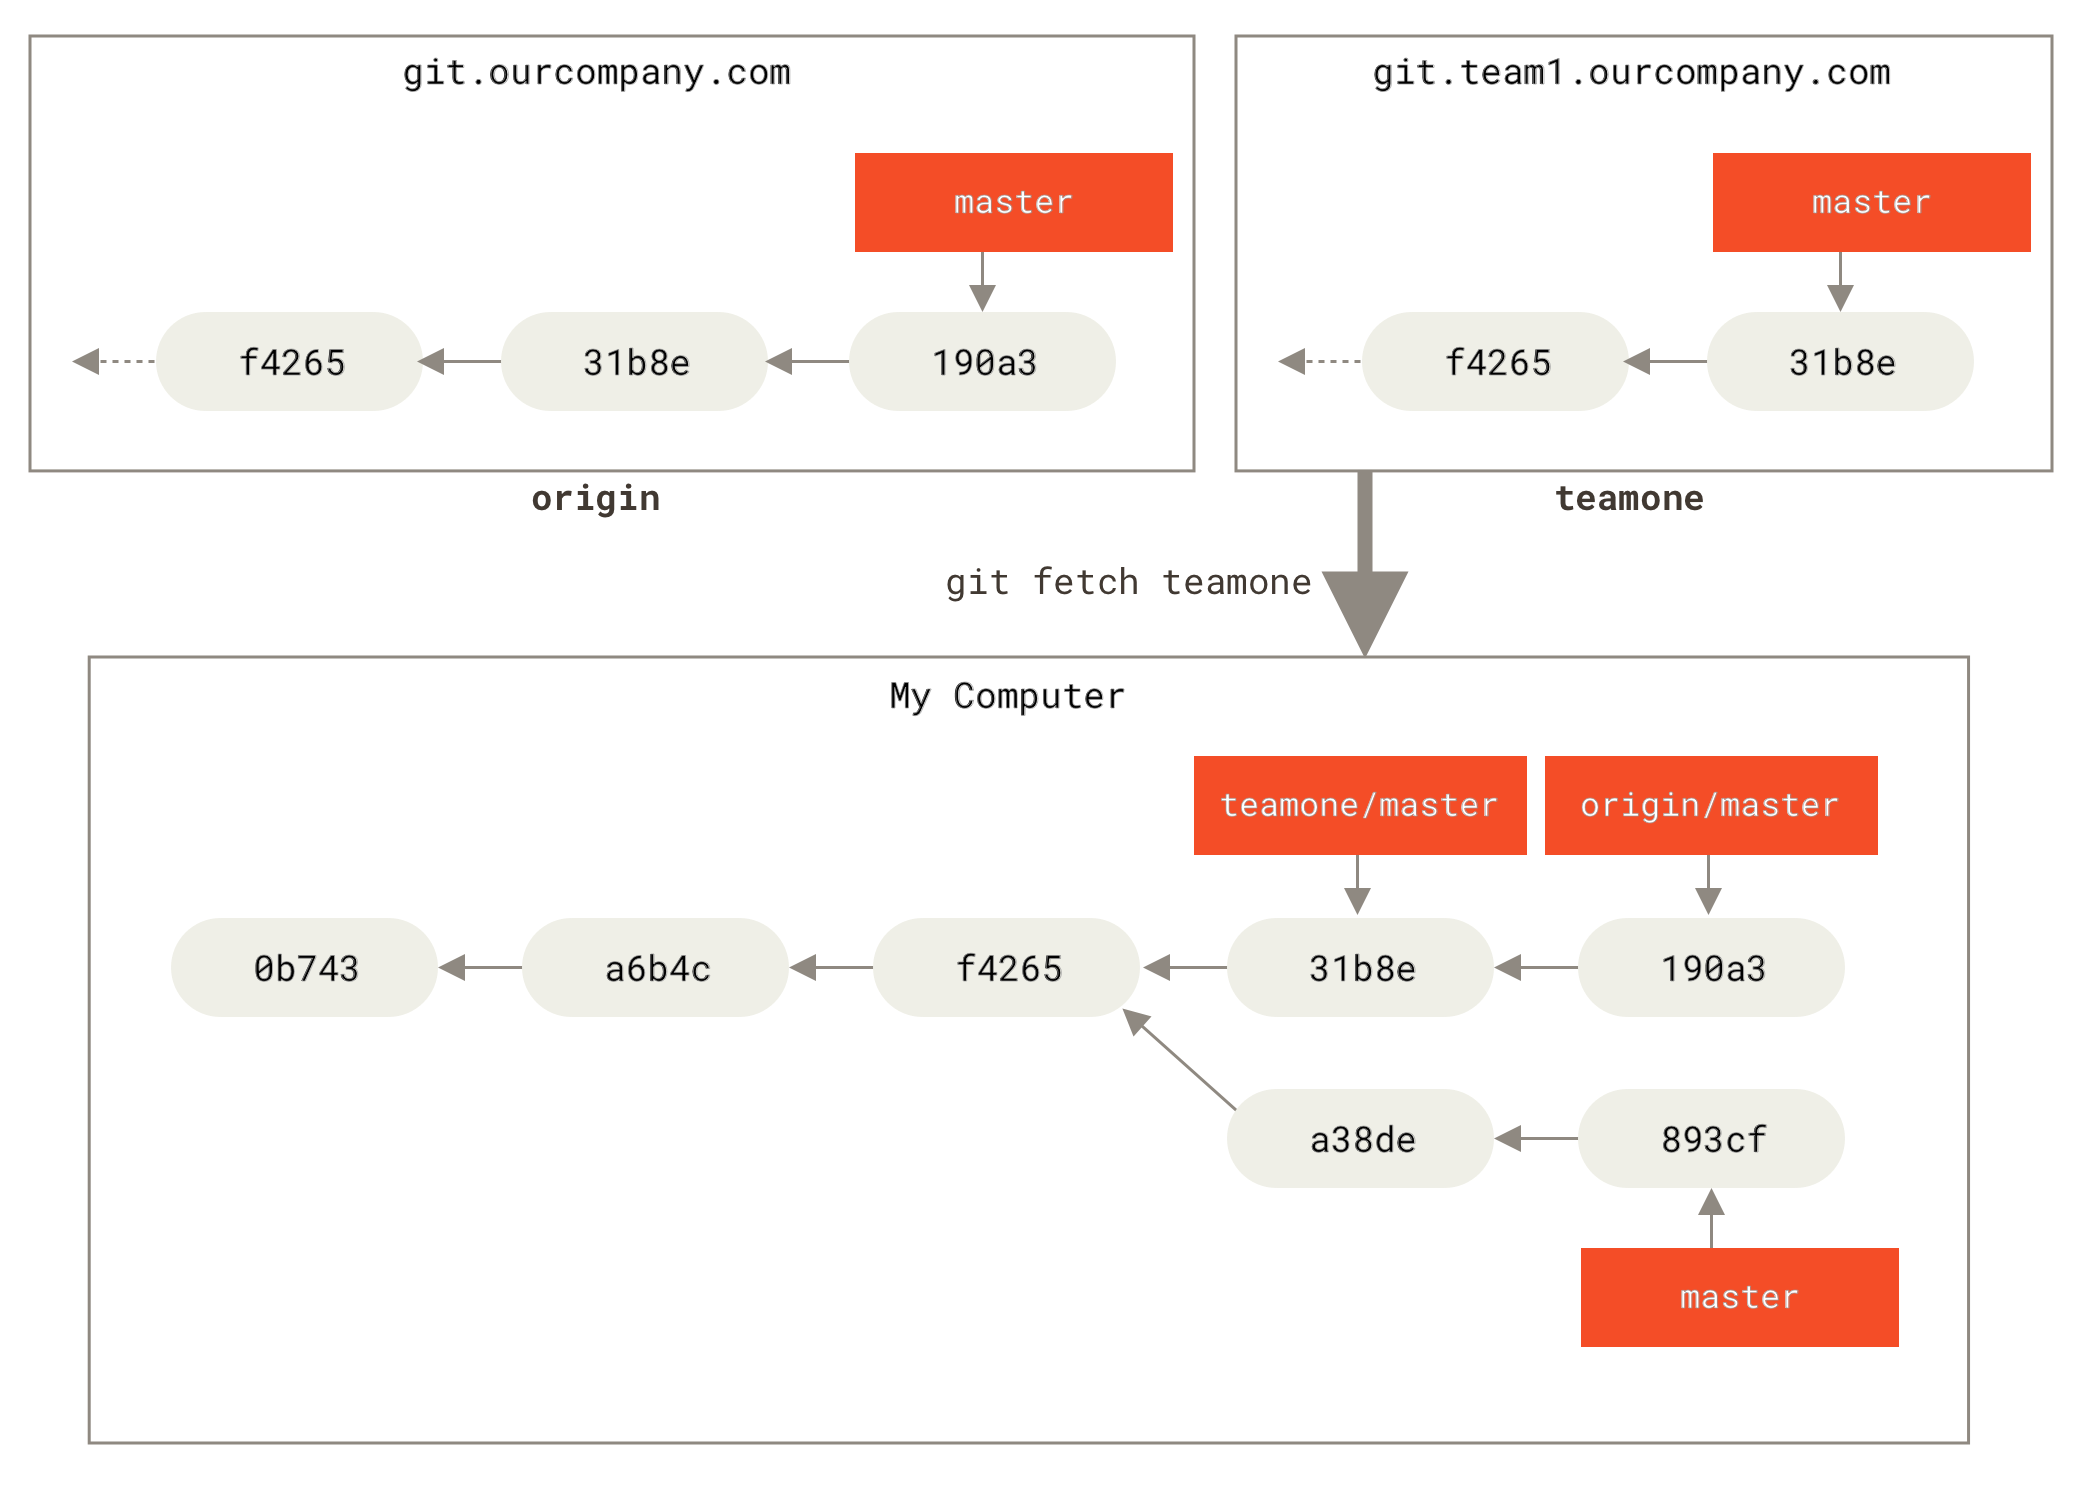 git.ourcompany.com
master
f4265
31b8e
190a3
origin
git.team1.ourcompany.com
master
f4265
31b8e
teamone
git fetch teamone
My Computer
teamone/master
origin/master
0b743
a6b4c
f4265
31b8e
190a3
a38de
893cf
master